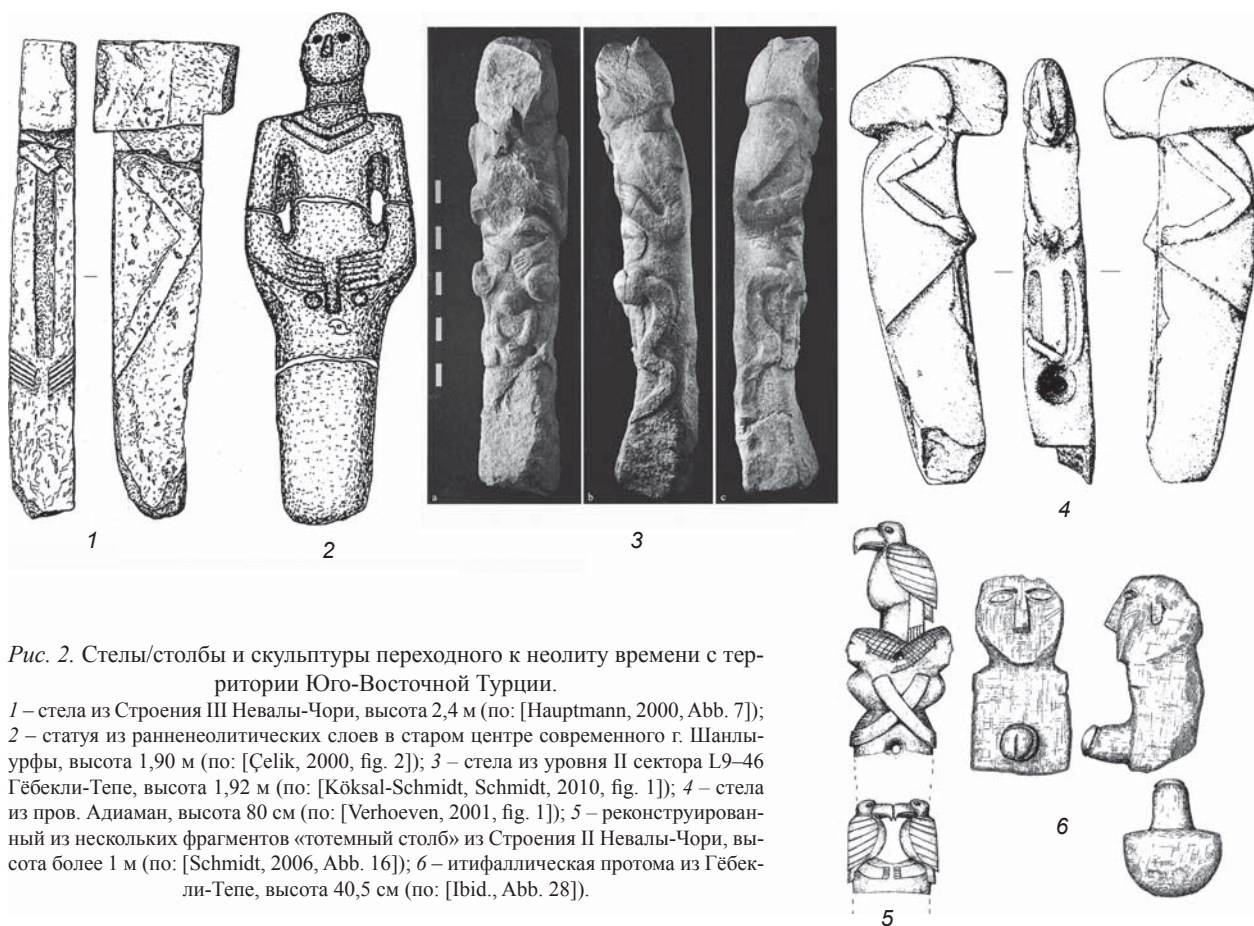 1
2
a
b
c
3
4
5
6
Рис. 2. Стелы/столбы и скульптуры переходного к неолиту времени с тер-
ритории Юго-Восточной Турции.
1 – стела из Строения III Невалы-Чори, высота 2,4 м (по: [Hauptmann, 2000, Abb. 7]);
2 – статуя из ранненеолитических слоев в старом центре современного г. Шанлы-
урфы, высота 1,90 м (по: [Çelik, 2000, fig. 2]); 3 – стела из уровня II сектора L9–46
Гёбекли-Тепе, высота 1,92 м (по: [Köksal-Schmidt, Schmidt, 2010, fig. 1]); 4 – стела
из пров. Адиаман, высота 80 см (по: [Verhoeven, 2001, fig. 1]); 5 – реконструирован-
ный из нескольких фрагментов «тотемный столб» из Строения II Невалы-Чори, вы-
сота более 1 м (по: [Schmidt, 2006, Abb. 16]); 6 – итифаллическая протома из Гёбек-
ли-Тепе, высота 40,5 см (по: [Ibid., Abb. 28]).